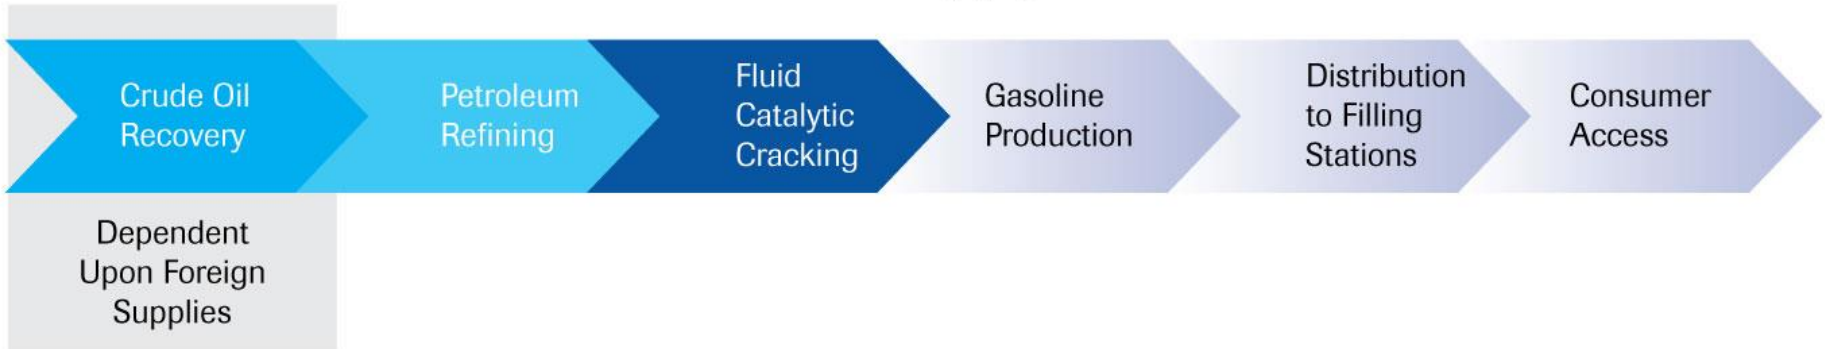 Crude Oil
Recovery
Petroleum
Refining
Fluid
Catalytic
Cracking
Gasoline
Production
Distribution
to Filling
Stations
Consumer
Access
Dependent
Upon Foreign
Supplies